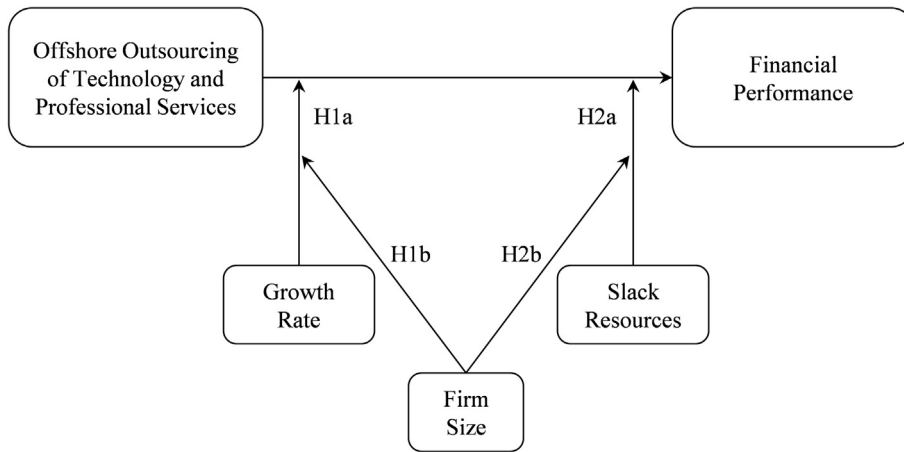 Offshore Outsourcing
of Technology and
Professional Services
Financial
Performance
H1a
H2a
H1b
H2b
Growth
Rate
Slack
Resources
Firm
Size